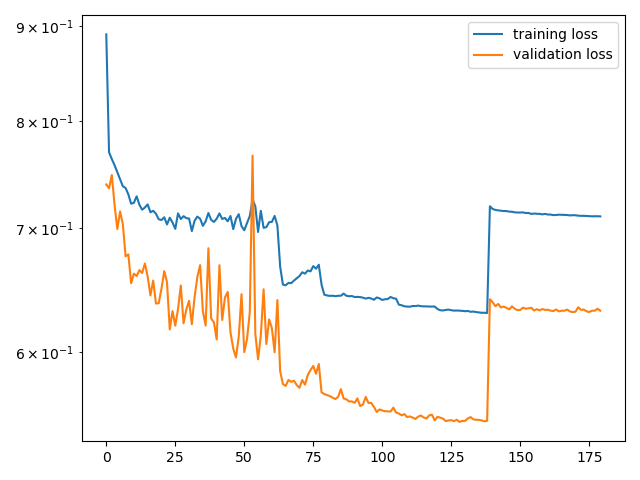 9 × 10⁻¹
8 × 10⁻¹
7 × 10⁻¹
6 × 10⁻¹
training loss
validation loss
0 25 50 75 100 125 150 175